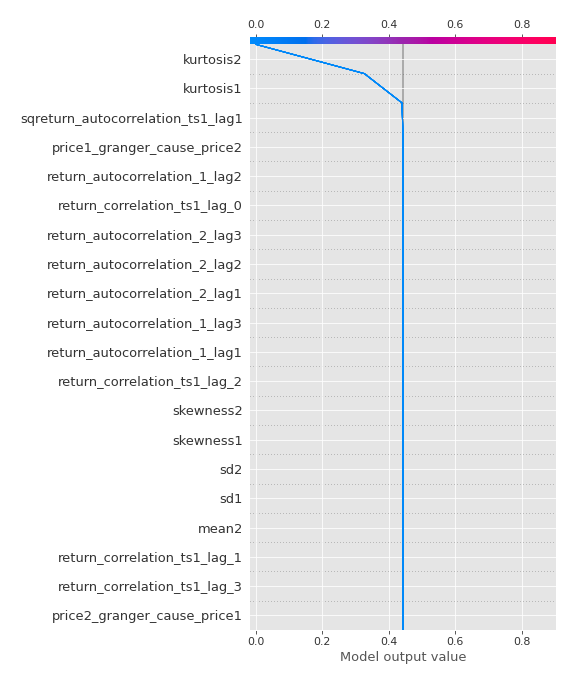 0.0 0.2 0.4 0.6 0.8
kurtosis2
kurtosis1
sqreturn_autocorrelation_ts1_lag1
price1_granger_cause_price2
return_autocorrelation_1_lag2
return_correlation_ts1_lag_0
return_autocorrelation_2_lag3
return_autocorrelation_2_lag2
return_autocorrelation_2_lag1
return_autocorrelation_1_lag3
return_autocorrelation_1_lag1
return_correlation_ts1_lag_2
skewness2
skewness1
sd2
sd1
mean2
return_correlation_ts1_lag_1
return_correlation_ts1_lag_3
price2_granger_cause_price1
0.0 0.2 0.4 0.6 0.8
Model output value